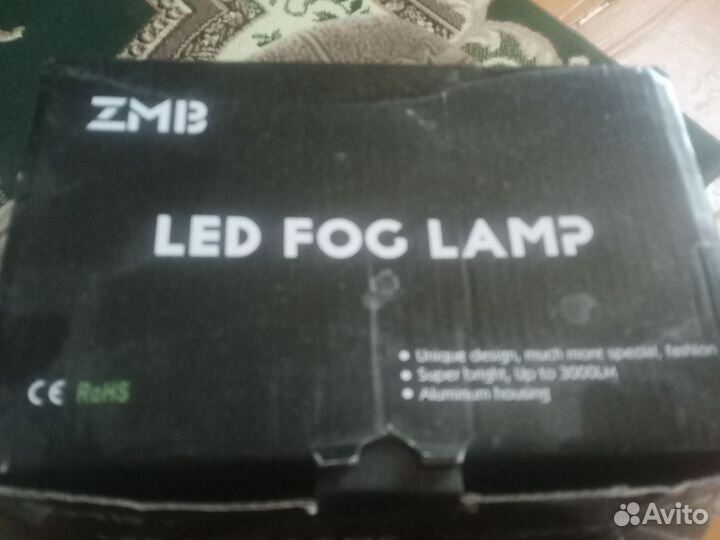 ZMB
LED FOG LAMP
• Unique design, much more special, fashion
• Super bright, Up to 3000LM
• Aluminum housing
CE RoHS
Avito